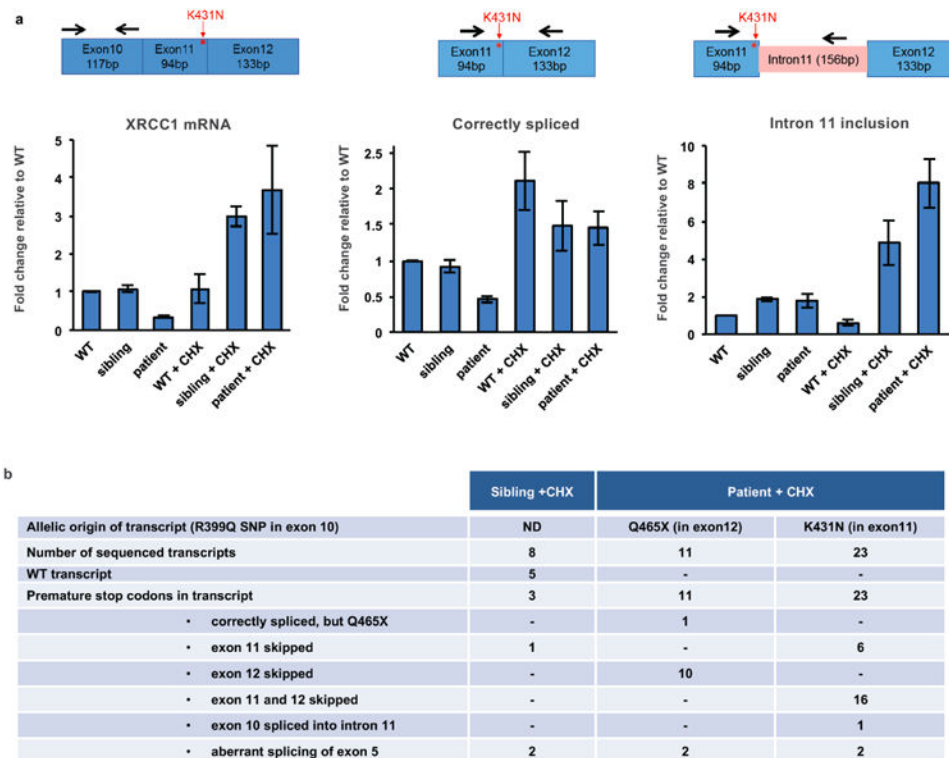 a
K431N
K431N
K431N
Exon10
117bp
Exon11
94bp
*
Exon12
133bp
Exon11
94bp
*
Exon12
133bp
Exon11
94bp
*
Intron11 (156bp)
Exon12
133bp
XRCC1 mRNA
Fold change relative to WT
5
4
3
2
1
0
WT
sibling
patient
WT + CHX
sibling + CHX
patient + CHX
Correctly spliced
Fold change relative to WT
2.5
2
1.5
1
0.5
0
WT
sibling
patient
WT + CHX
sibling + CHX
patient + CHX
Intron 11 inclusion
Fold change relative to WT
10
8
6
4
2
0
WT
sibling
patient
WT + CHX
sibling + CHX
patient + CHX
b
Sibling +CHX Patient + CHX
Allelic origin of transcript (R399Q SNP in exon 10) ND Q465X (in exon12) K431N (in exon11)
Number of sequenced transcripts 8 11 23
WT transcript 5 - -
Premature stop codons in transcript 3 11 23
• correctly spliced, but Q465X - 1 -
• exon 11 skipped 1 - 6
• exon 12 skipped - 10 -
• exon 11 and 12 skipped - - 16
• exon 10 spliced into intron 11 - - 1
• aberrant splicing of exon 5 2 2 2